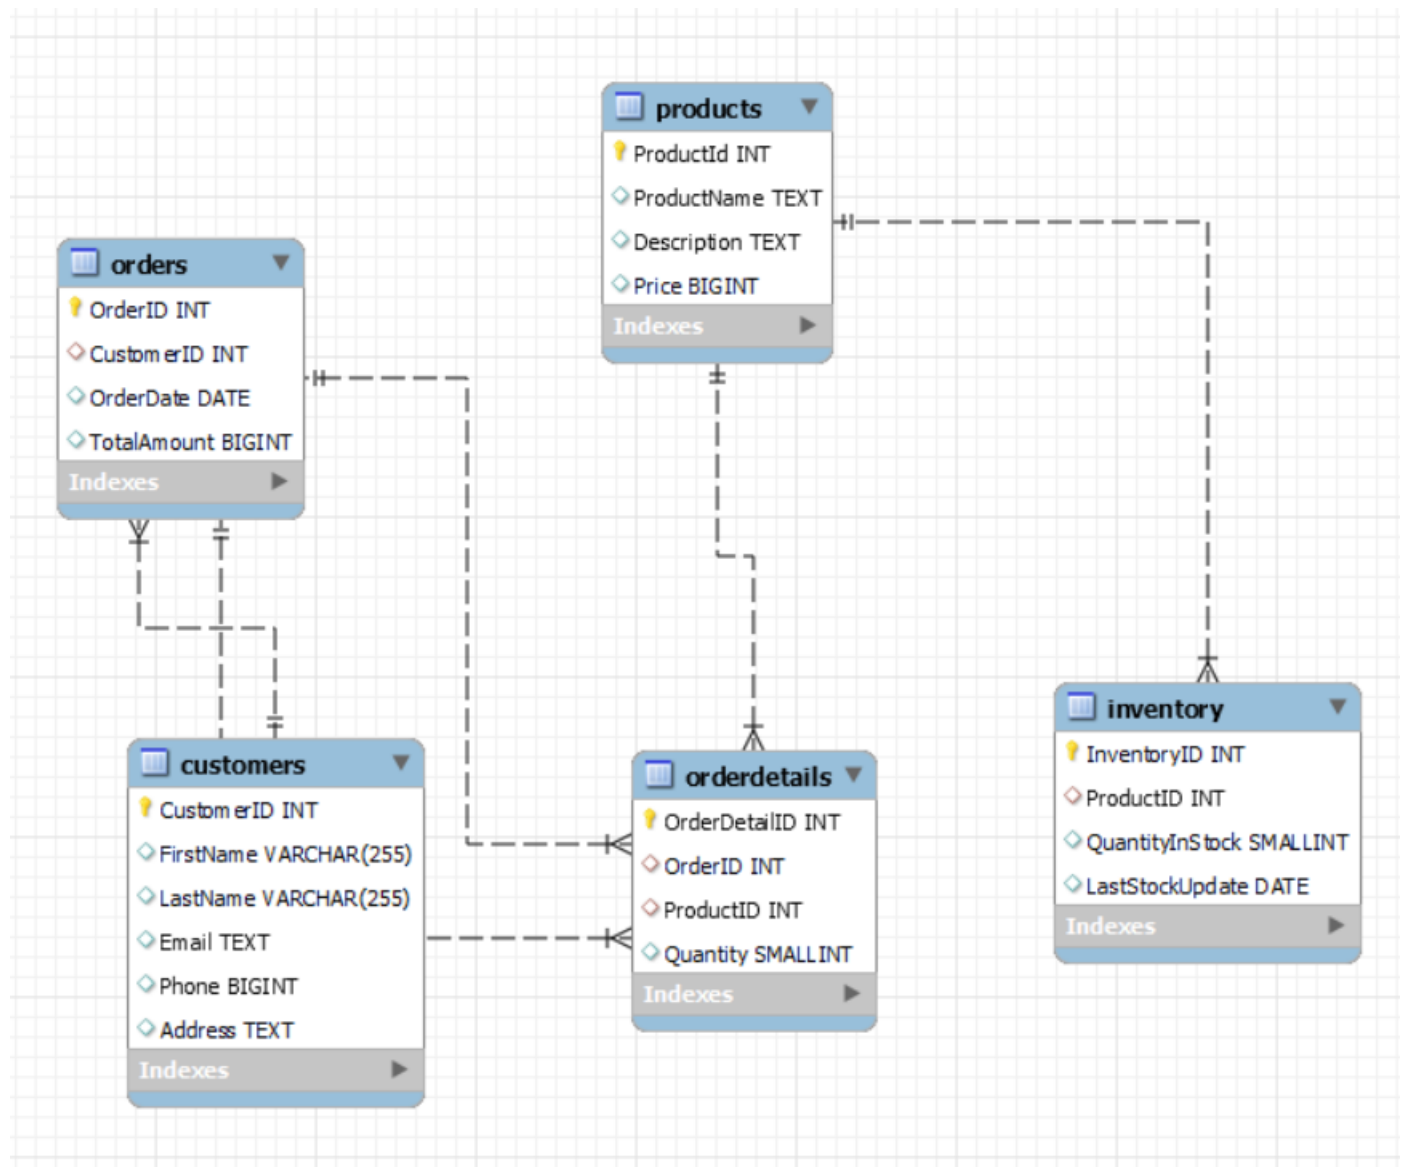 products
ProductId INT
ProductName TEXT
Description TEXT
Price BIGINT
Indexes
orders
OrderID INT
CustomerID INT
OrderDate DATE
TotalAmount BIGINT
Indexes
customers
CustomerID INT
FirstName VARCHAR(255)
LastName VARCHAR(255)
Email TEXT
Phone BIGINT
Address TEXT
Indexes
orderdetails
OrderDetailID INT
OrderID INT
ProductID INT
Quantity SMALLINT
Indexes
inventory
InventoryID INT
ProductID INT
QuantityInStock SMALLINT
LastStockUpdate DATE
Indexes